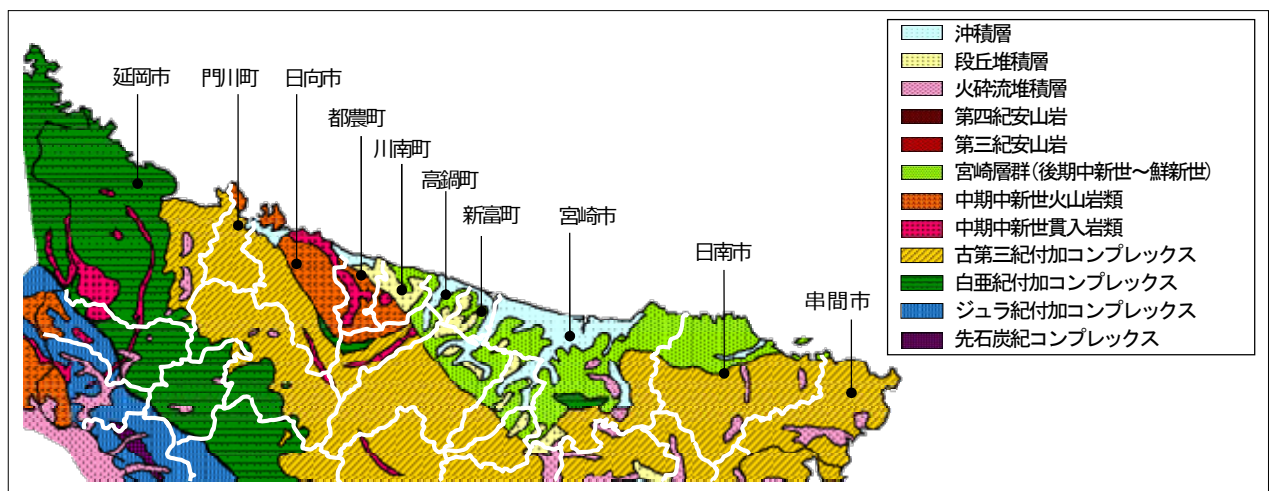 延岡市
門川町
日向市
都農町
川南町
高鍋町
新富町
宮崎市
日南市
串間市
沖積層
段丘堆積層
火砕流堆積層
第四紀安山岩
第三紀安山岩
宮崎層群(後期中新世～鮮新世)
中期中新世火山岩類
中期中新世貫入岩類
古第三紀付加コンプレックス
白亜紀付加コンプレックス
ジュラ紀付加コンプレックス
先石炭紀コンプレックス